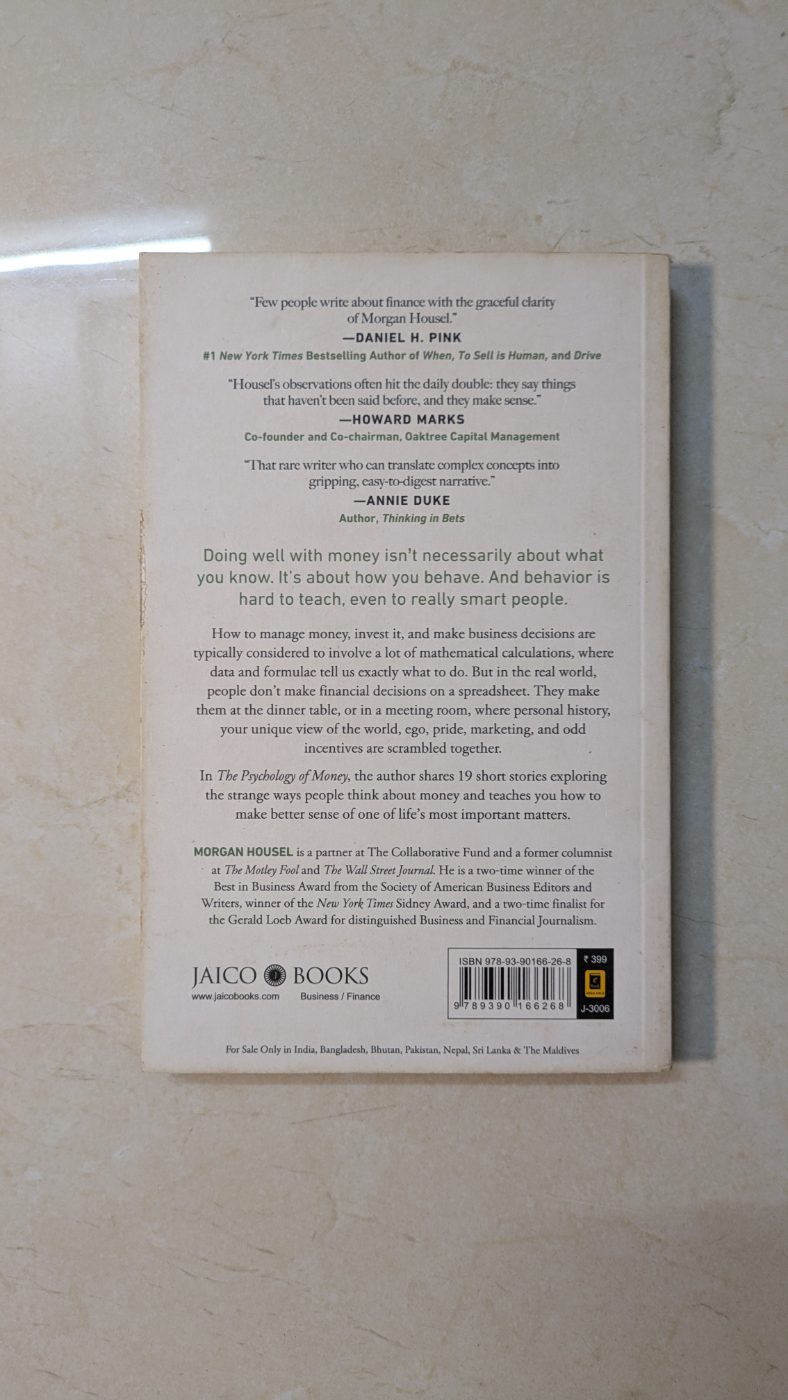 “Few people write about finance with the graceful clarity
of Morgan Housel.”
—DANIEL H. PINK
#1 New York Times Bestselling Author of When, To Sell is Human, and Drive
“Housel’s observations often hit the daily double: they say things
that haven’t been said before, and they make sense.”
—HOWARD MARKS
Co-founder and Co-chairman, Oaktree Capital Management
“That rare writer who can translate complex concepts into
gripping, easy-to-digest narrative.”
—ANNIE DUKE
Author, Thinking in Bets
Doing well with money isn’t necessarily about what
you know. It’s about how you behave. And behavior is
hard to teach, even to really smart people.
How to manage money, invest it, and make business decisions are
typically considered to involve a lot of mathematical calculations, where
data and formulae tell us exactly what to do. But in the real world,
people don’t make financial decisions on a spreadsheet. They make
them at the dinner table, or in a meeting room, where personal history,
your unique view of the world, ego, pride, marketing, and odd
incentives are scrambled together.
In The Psychology of Money, the author shares 19 short stories exploring
the strange ways people think about money and teaches you how to
make better sense of one of life’s most important matters.
MORGAN HOUSEL is a partner at The Collaborative Fund and a former columnist
at The Motley Fool and The Wall Street Journal. He is a two-time winner of the
Best in Business Award from the Society of American Business Editors and
Writers, winner of the New York Times Sidney Award, and a two-time finalist for
the Gerald Loeb Award for distinguished Business and Financial Journalism.
JAICO BOOKS
www.jaicobooks.com Business / Finance
ISBN 978-93-90166-26-8
9 789390 166268
₹ 399
J-3006
For Sale Only in India, Bangladesh, Bhutan, Pakistan, Nepal, Sri Lanka & The Maldives